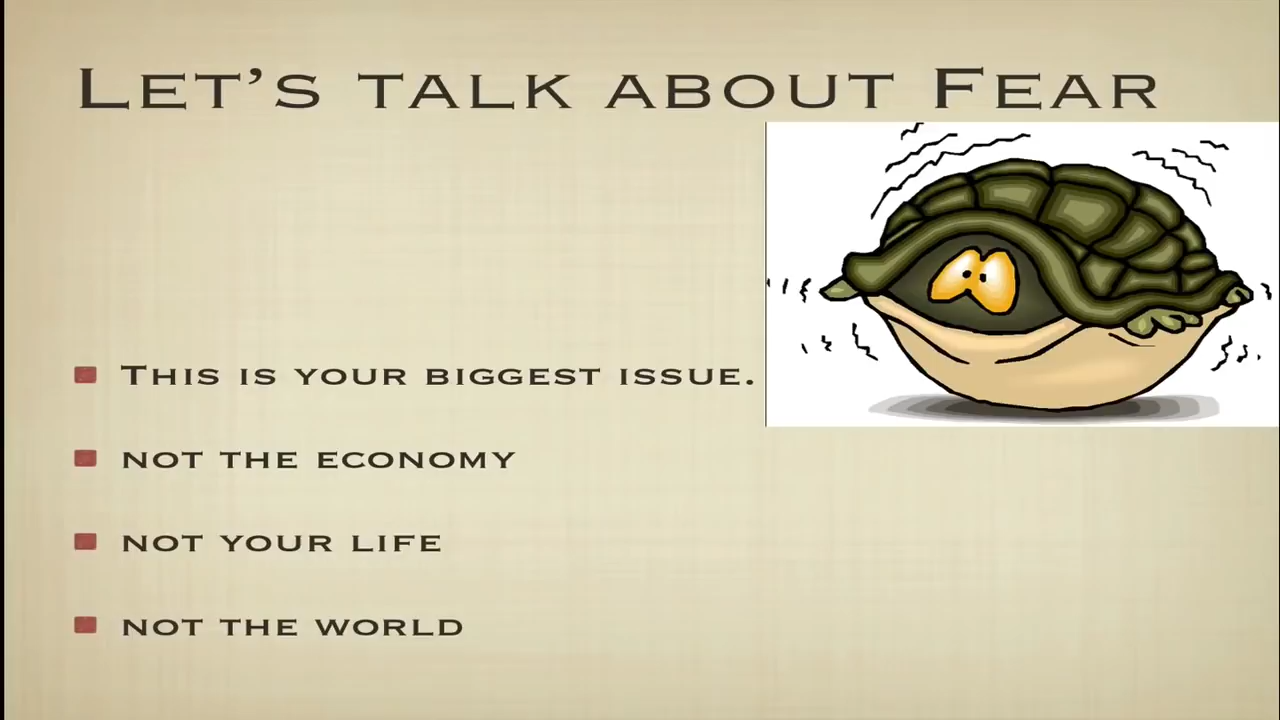 Let's talk about Fear
This is your biggest issue.
not the economy
not your life
not the world